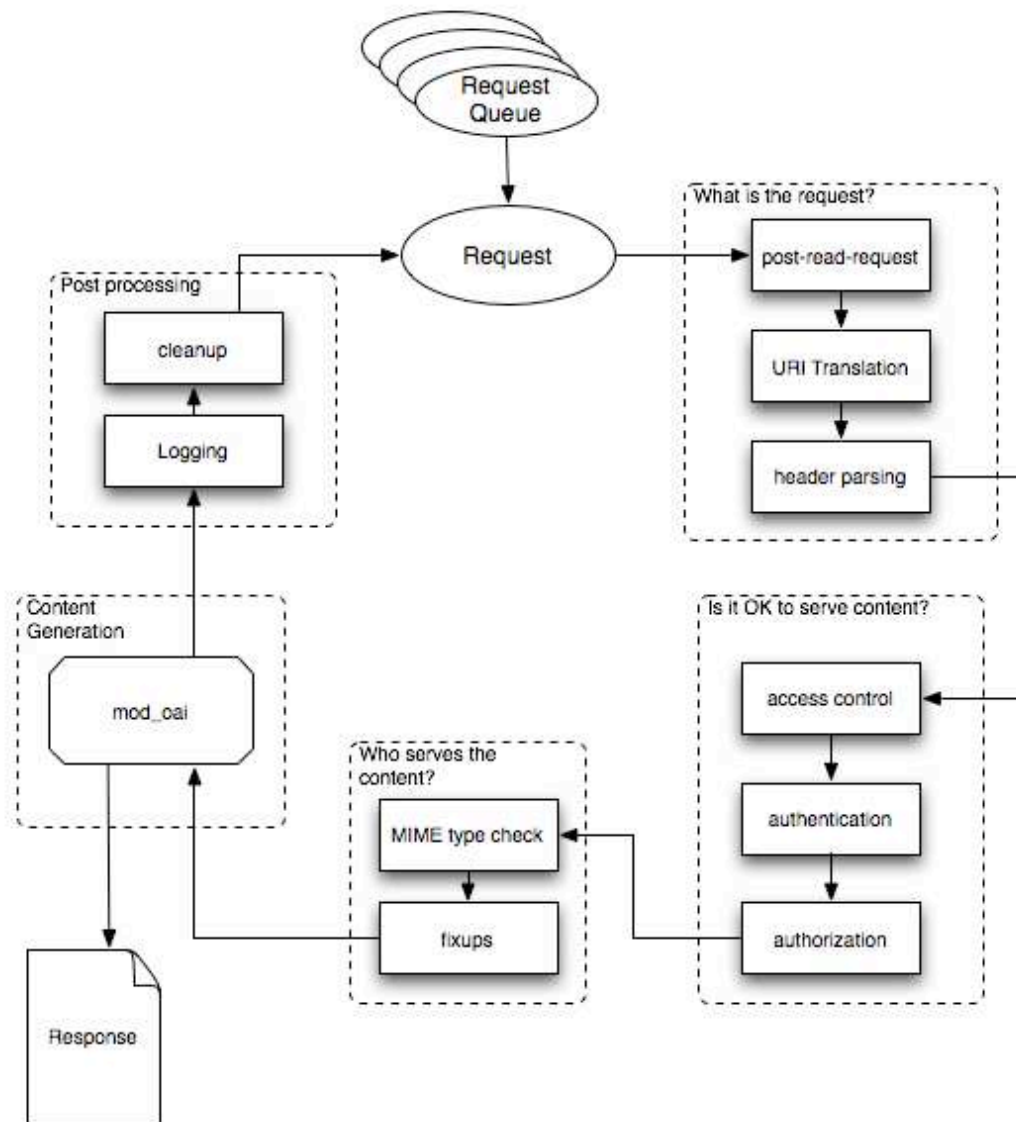 Request
Queue
Request
What is the request?
post-read-request
URI Translation
header parsing
Is it OK to serve content?
access control
authentication
authorization
Who serves the
content?
MIME type check
fixups
Content
Generation
mod_oai
Response
Post processing
cleanup
Logging